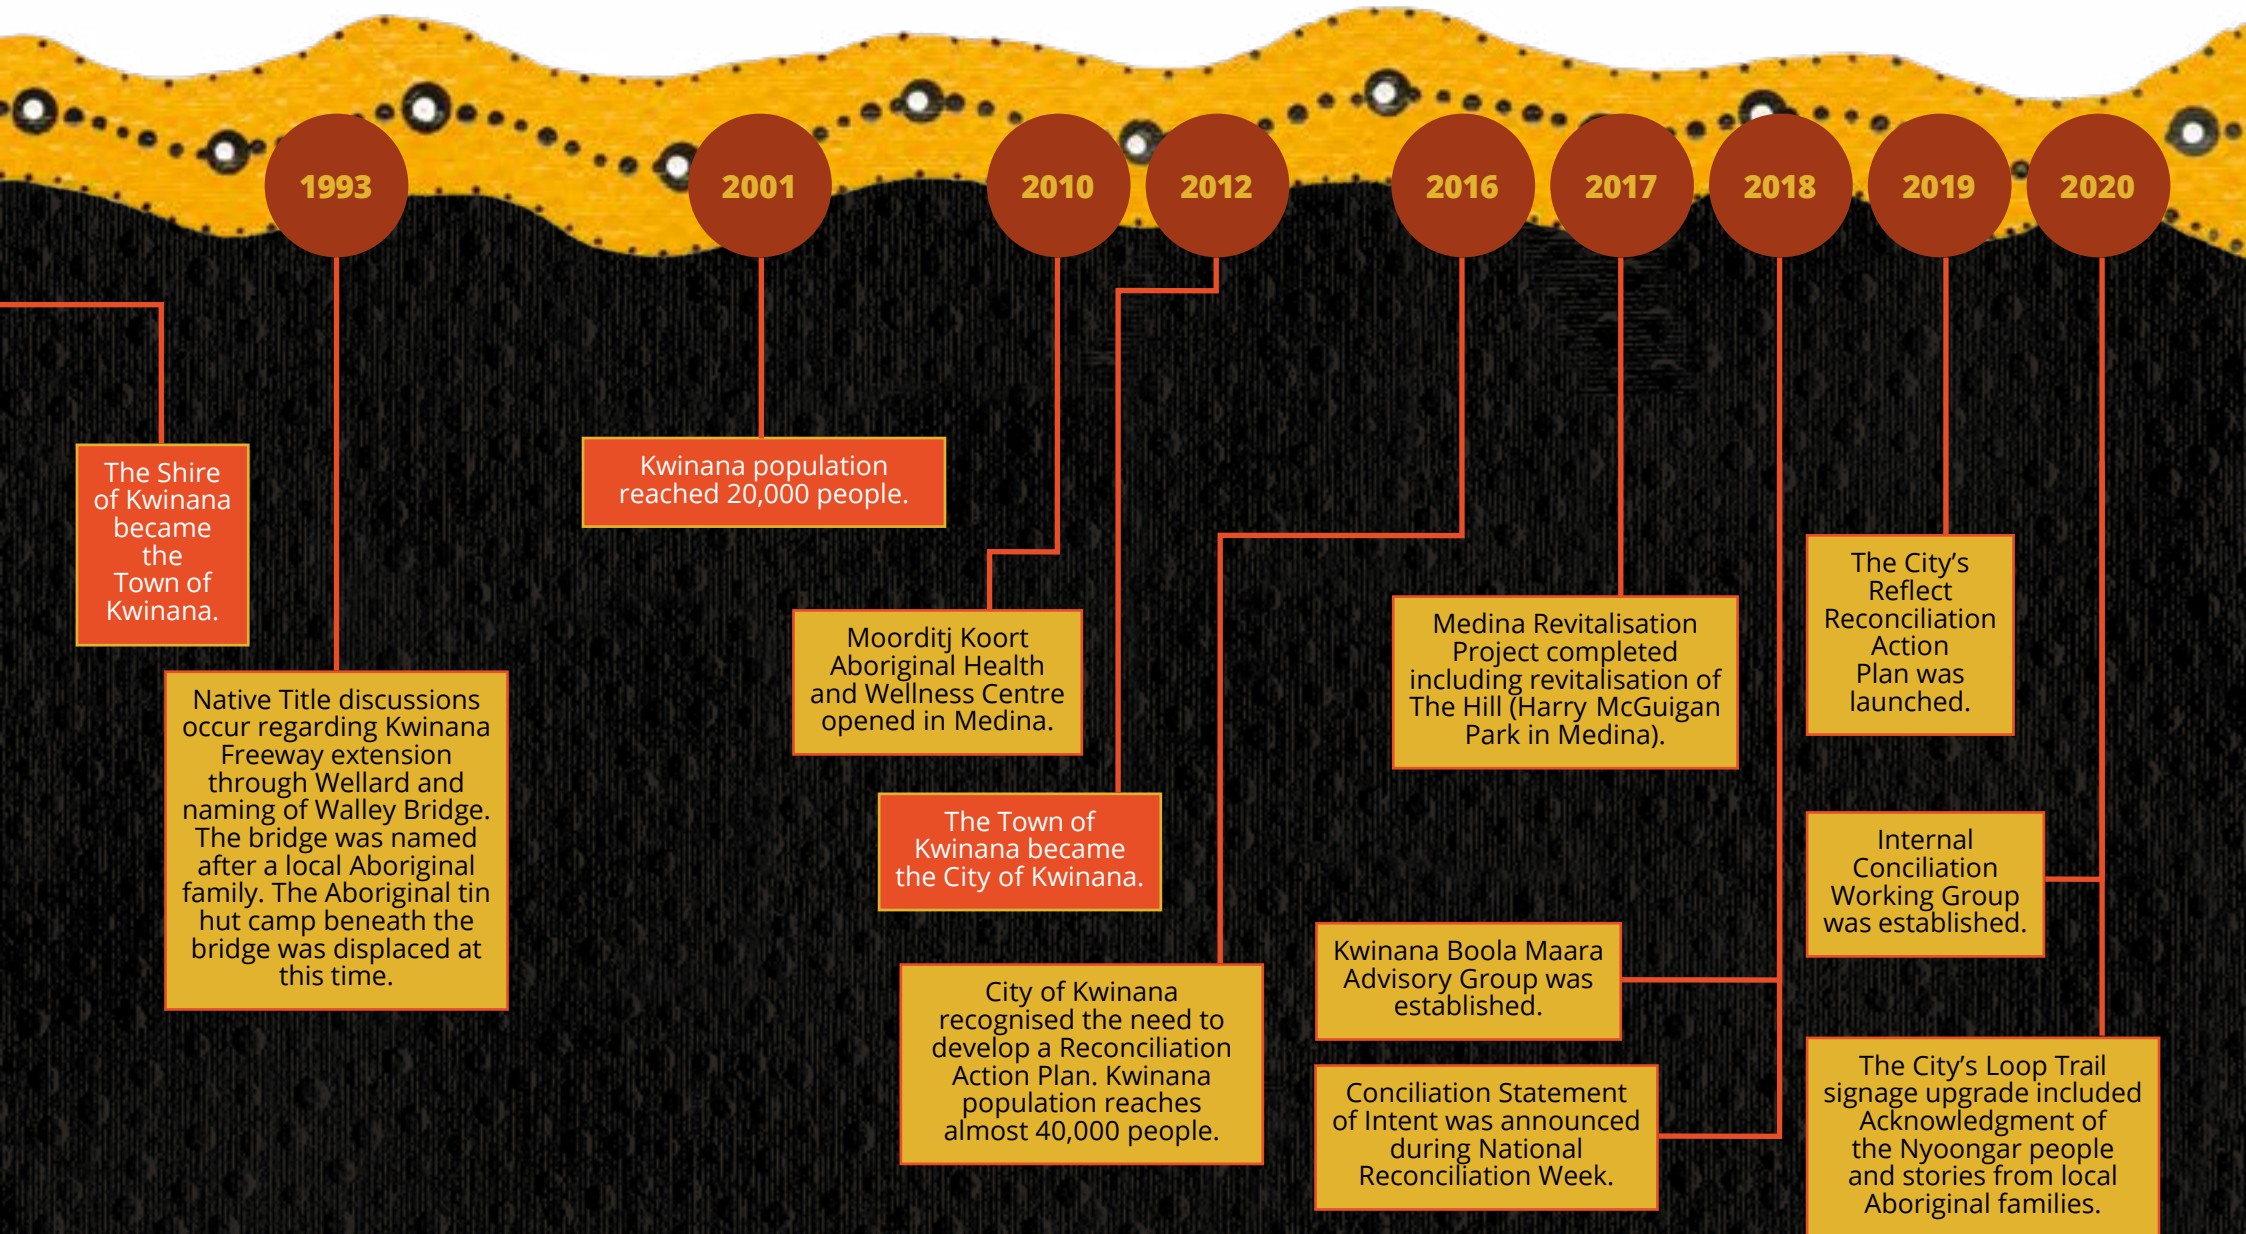 1993
2001
2010
2012
2016
2017
2018
2019
2020
The Shire
of Kwinana
became
the
Town of
Kwinana.
Native Title discussions
occur regarding Kwinana
Freeway extension
through Wellard and
naming of Walley Bridge.
The bridge was named
after a local Aboriginal
family. The Aboriginal tin
hut camp beneath the
bridge was displaced at
this time.
Kwinana population
reached 20,000 people.
Moorditj Koort
Aboriginal Health
and Wellness Centre
opened in Medina.
The Town of
Kwinana became
the City of Kwinana.
City of Kwinana
recognised the need to
develop a Reconciliation
Action Plan. Kwinana
population reaches
almost 40,000 people.
Medina Revitalisation
Project completed
including revitalisation of
The Hill (Harry McGuigan
Park in Medina).
Kwinana Boola Maara
Advisory Group was
established.
Conciliation Statement
of Intent was announced
during National
Reconciliation Week.
The City’s
Reflect
Reconciliation
Action
Plan was
launched.
Internal
Conciliation
Working Group
was established.
The City’s Loop Trail
signage upgrade included
Acknowledgment of
the Nyoongar people
and stories from local
Aboriginal families.